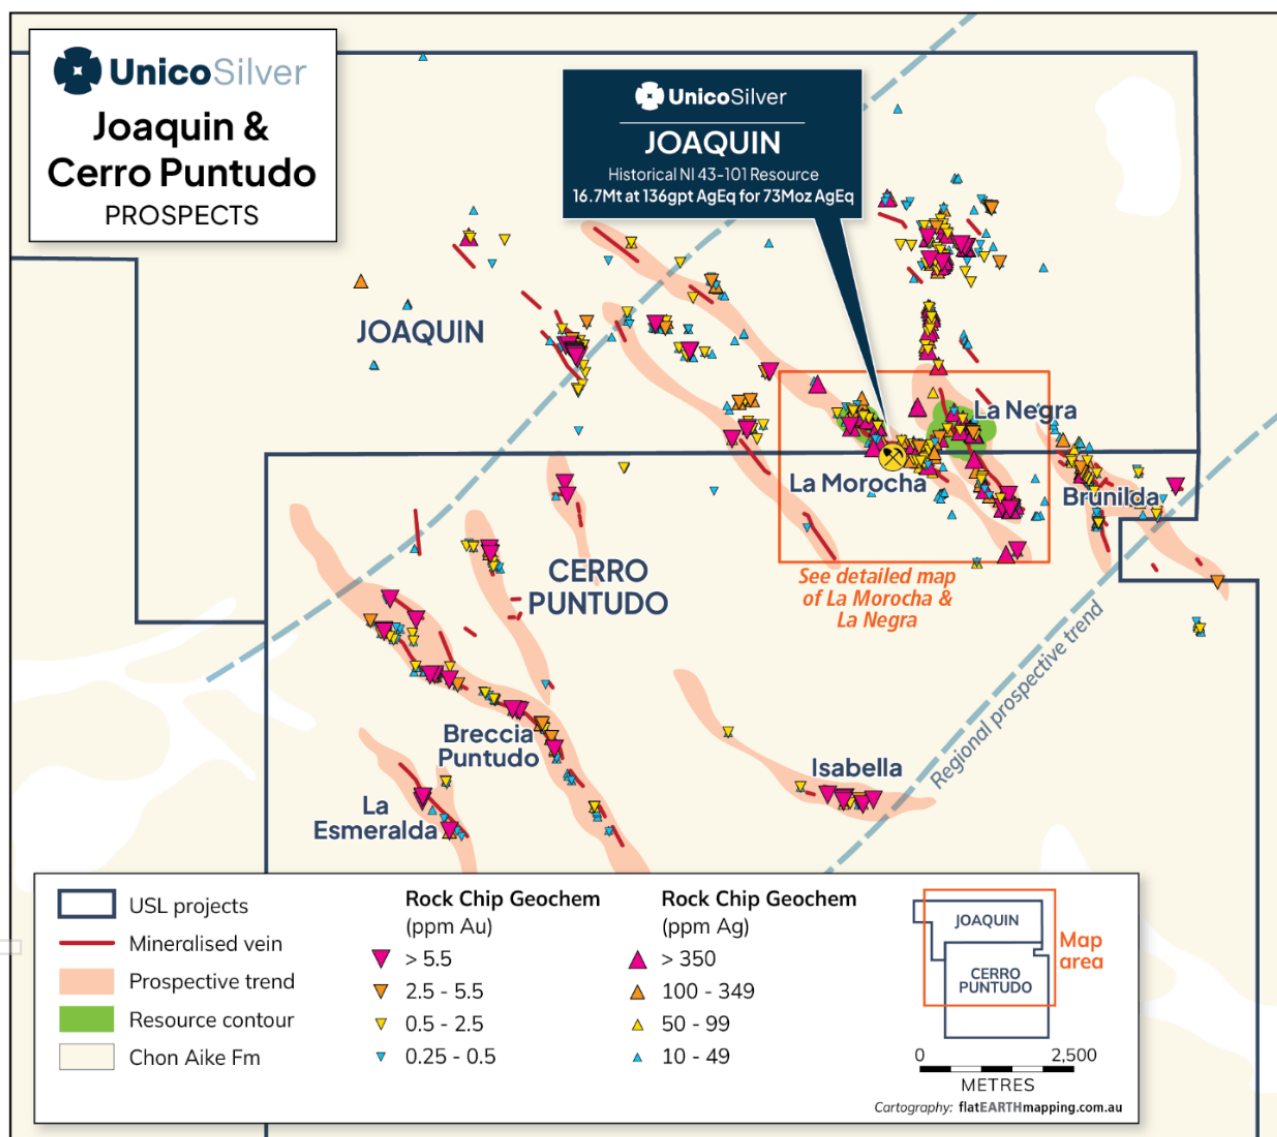 UnicoSilver
Joaquin &
Cerro Puntudo
PROSPECTS
UnicoSilver
JOAQUIN
Historical NI 43-101 Resource
16.7Mt at 136gpt AgEq for 73Moz AgEq
JOAQUIN
La Negra
La Morocha
Brunilda
CERRO
PUNTUDO
See detailed map
of La Morocha &
La Negra
Regional prospective trend
Breccia
Puntudo
Isabella
La
Esmeralda
USL projects
Mineralised vein
Prospective trend
Resource contour
Chon Aike Fm
Rock Chip Geochem
(ppm Au)
> 5.5
2.5 - 5.5
0.5 - 2.5
0.25 - 0.5
Rock Chip Geochem
(ppm Ag)
> 350
100 - 349
50 - 99
10 - 49
JOAQUIN
CERRO
PUNTUDO
Map
area
0 2,500
METRES
Cartography: flatEARTHmapping.com.au